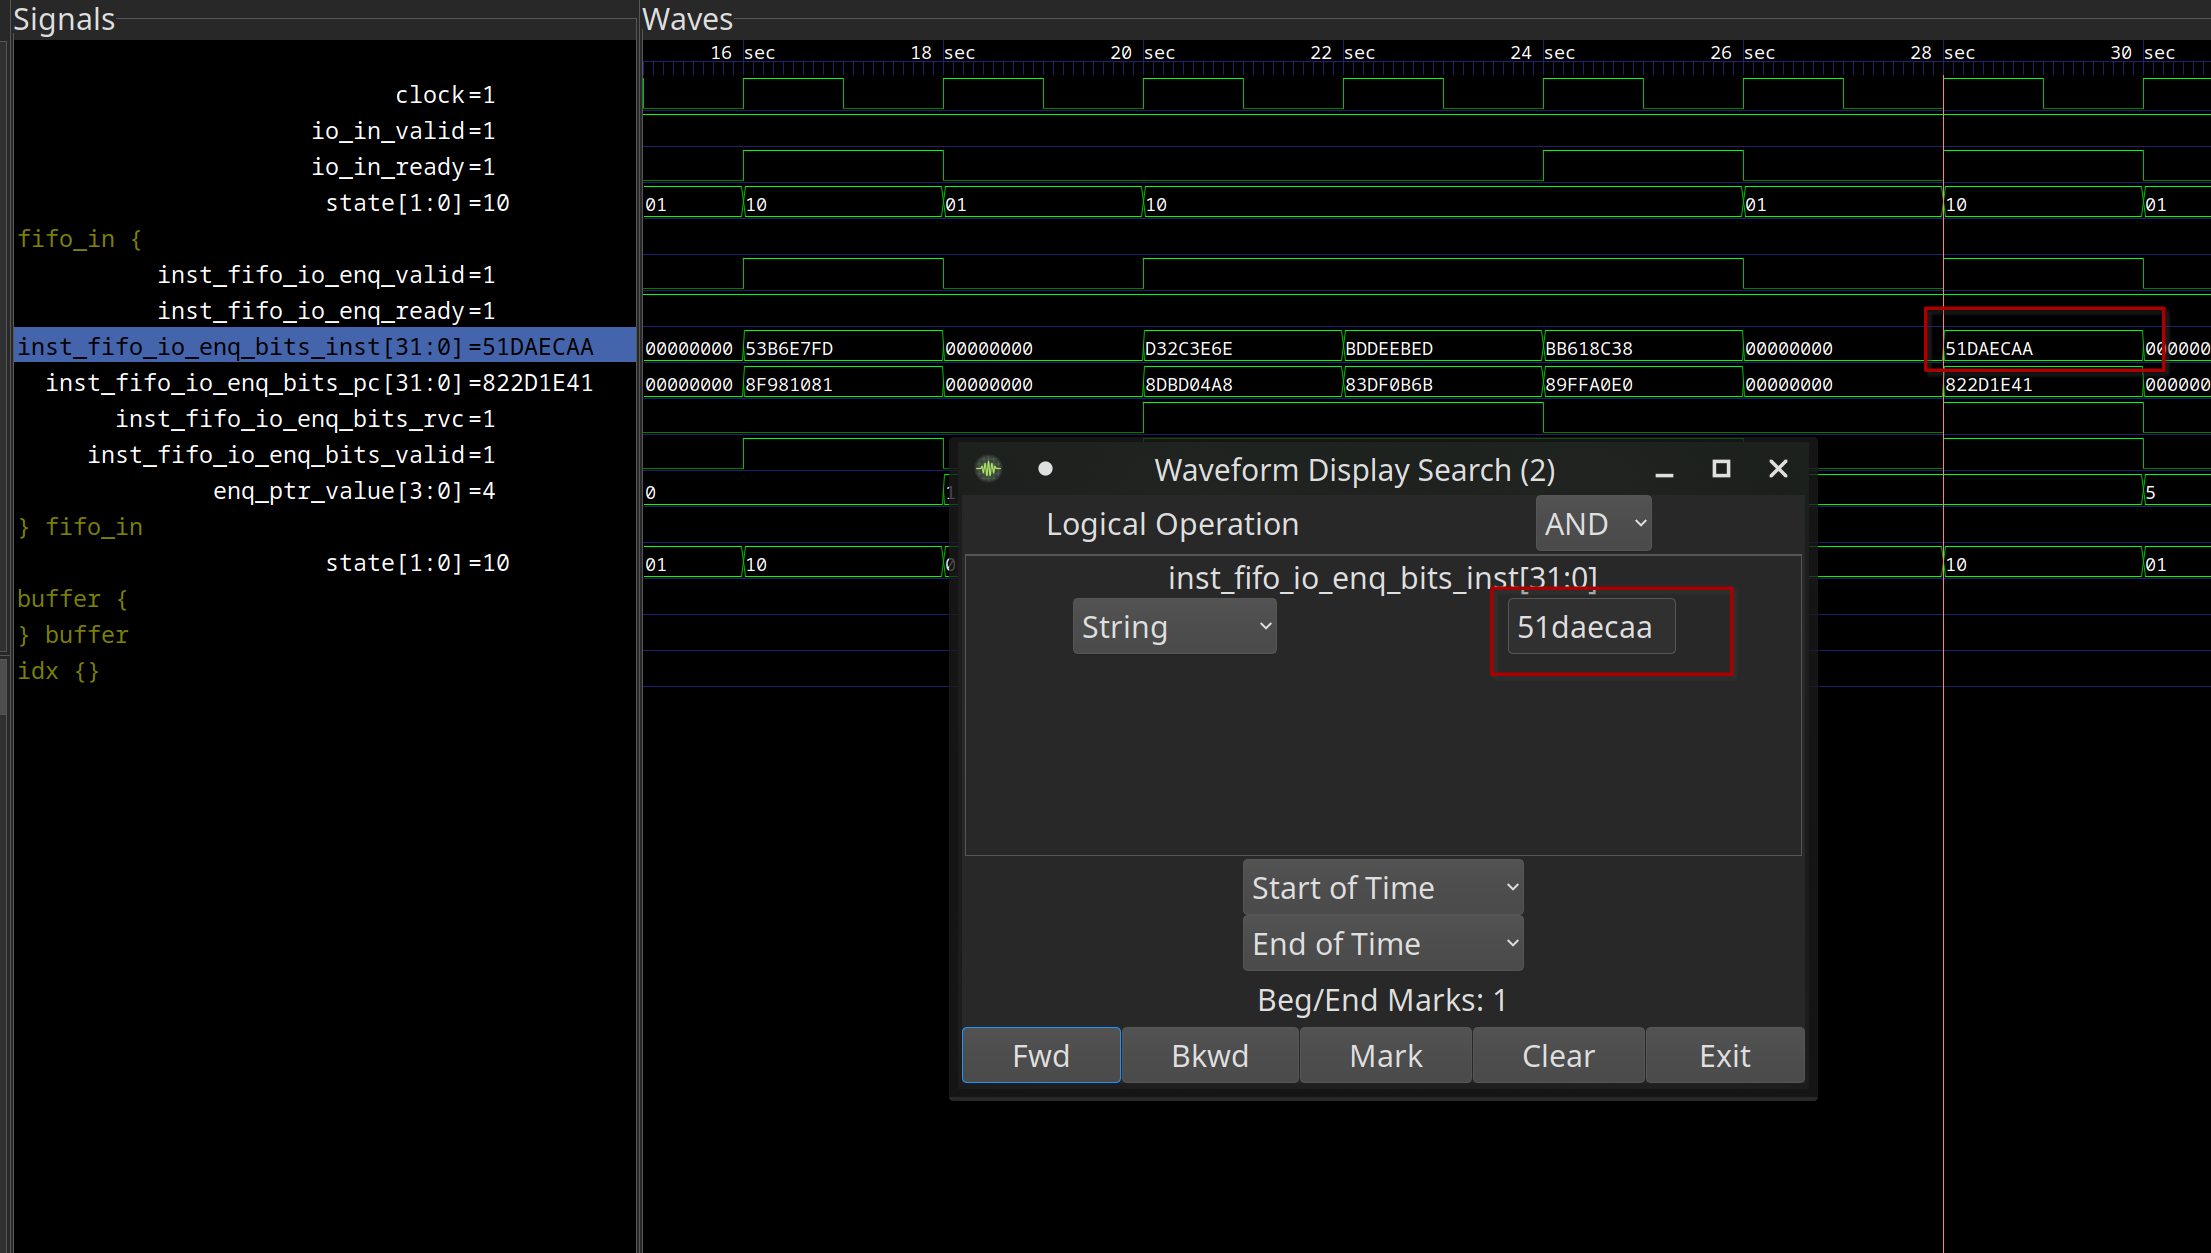 Signals
Waves
16 sec 18 sec 20 sec 22 sec 24 sec 26 sec 28 sec 30 sec
clock=1
io_in_valid=1
io_in_ready=1
state[1:0]=10 01 10 01 10 01 10 01
fifo_in {
inst_fifo_io_enq_valid=1
inst_fifo_io_enq_ready=1
inst_fifo_io_enq_bits_inst[31:0]=51DAECAA 00000000 53B6E7FD 00000000 D32C3E6E BDDEEBED BB618C38 00000000 51DAECAA 000000
inst_fifo_io_enq_bits_pc[31:0]=822D1E41 00000000 8F981081 00000000 8DBD04A8 83DF0B6B 89FFA0E0 00000000 822D1E41 000000
inst_fifo_io_enq_bits_rvc=1
inst_fifo_io_enq_bits_valid=1
enq_ptr_value[3:0]=4 0 1 5
} fifo_in
state[1:0]=10 01 10 0 10 01
buffer {
} buffer
idx {}
Waveform Display Search (2)
Logical Operation AND
inst_fifo_io_enq_bits_inst[31:0]
String 51daecaa
Start of Time
End of Time
Beg/End Marks: 1
Fwd Bkwd Mark Clear Exit